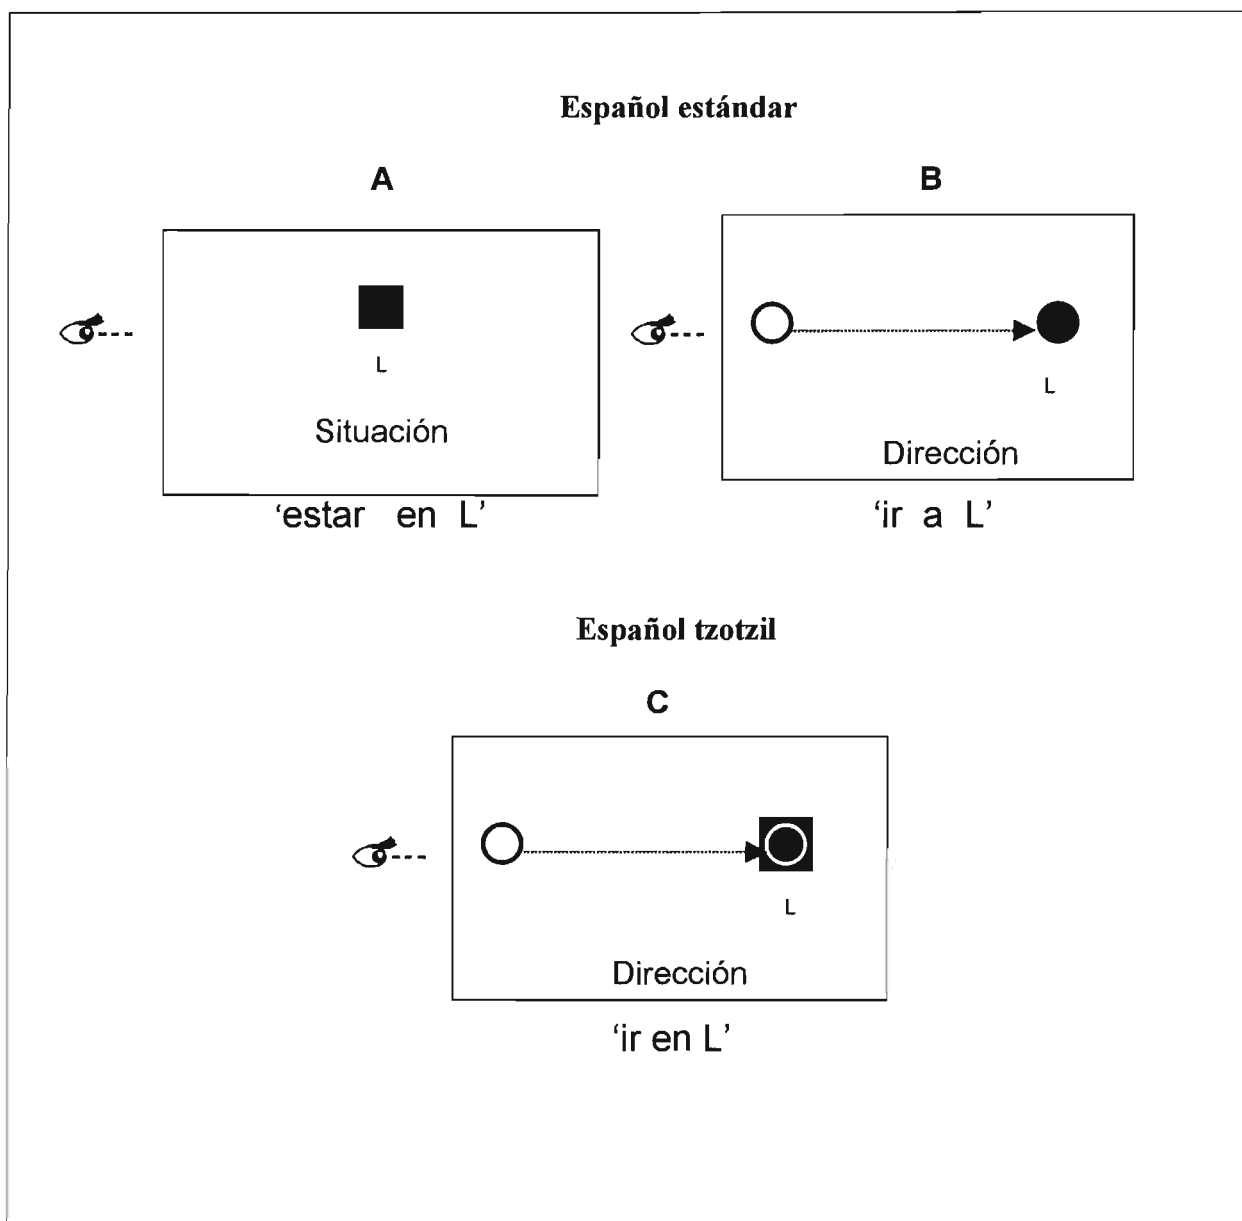 Español estándar
A B
L
L
Situación
Dirección
‘estar en L’ ‘ir a L’
Español tzotzil
C
L
Dirección
‘ir en L’